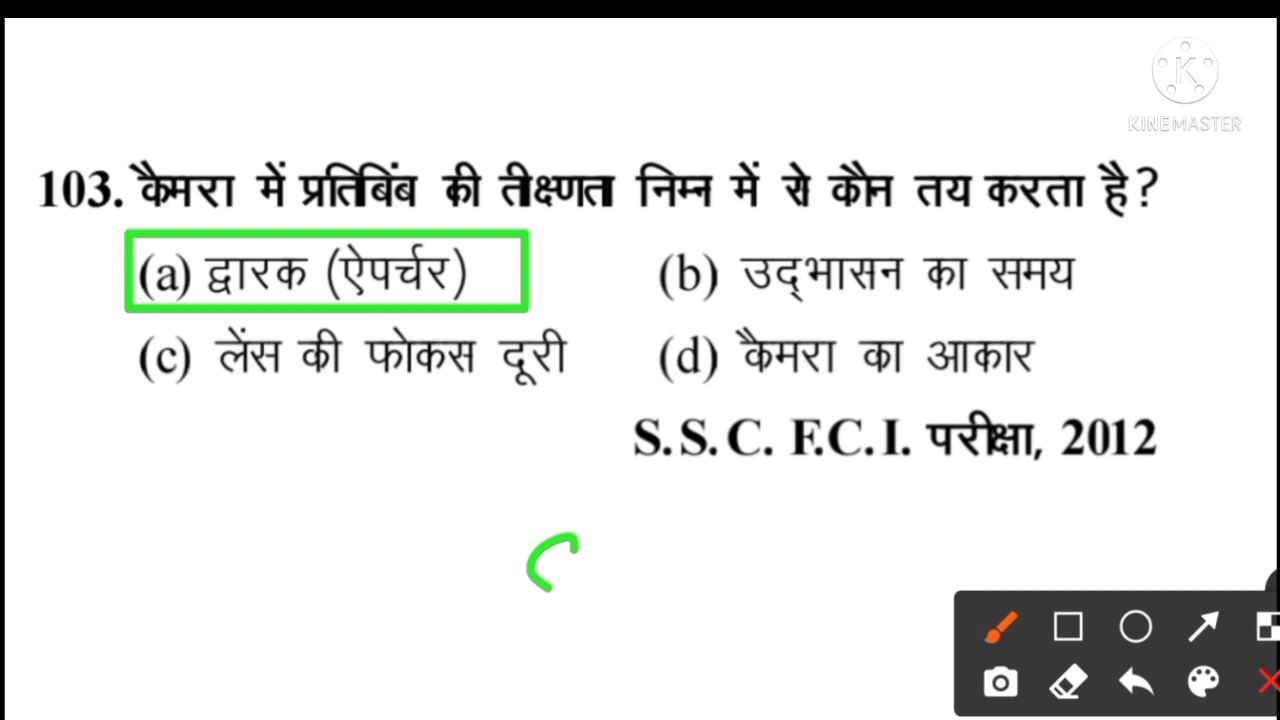 KINEMASTER
103. कैमरा में प्रतिबिंब की तीक्ष्णता निम्न में से कौन तय करता है?
(a) द्वारक (ऐपर्चर) (b) उद्भासन का समय
(c) लेंस की फोकस दूरी (d) कैमरा का आकार
S.S.C. F.C.I. परीक्षा, 2012